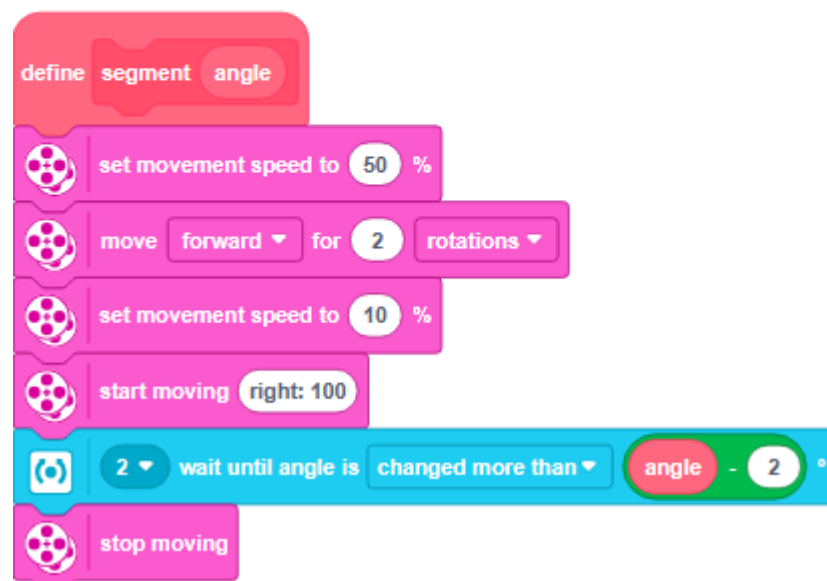 define segment angle
set movement speed to 50 %
move forward for 2 rotations
set movement speed to 10 %
start moving right: 100
2 wait until angle is changed more than angle - 2 °
stop moving